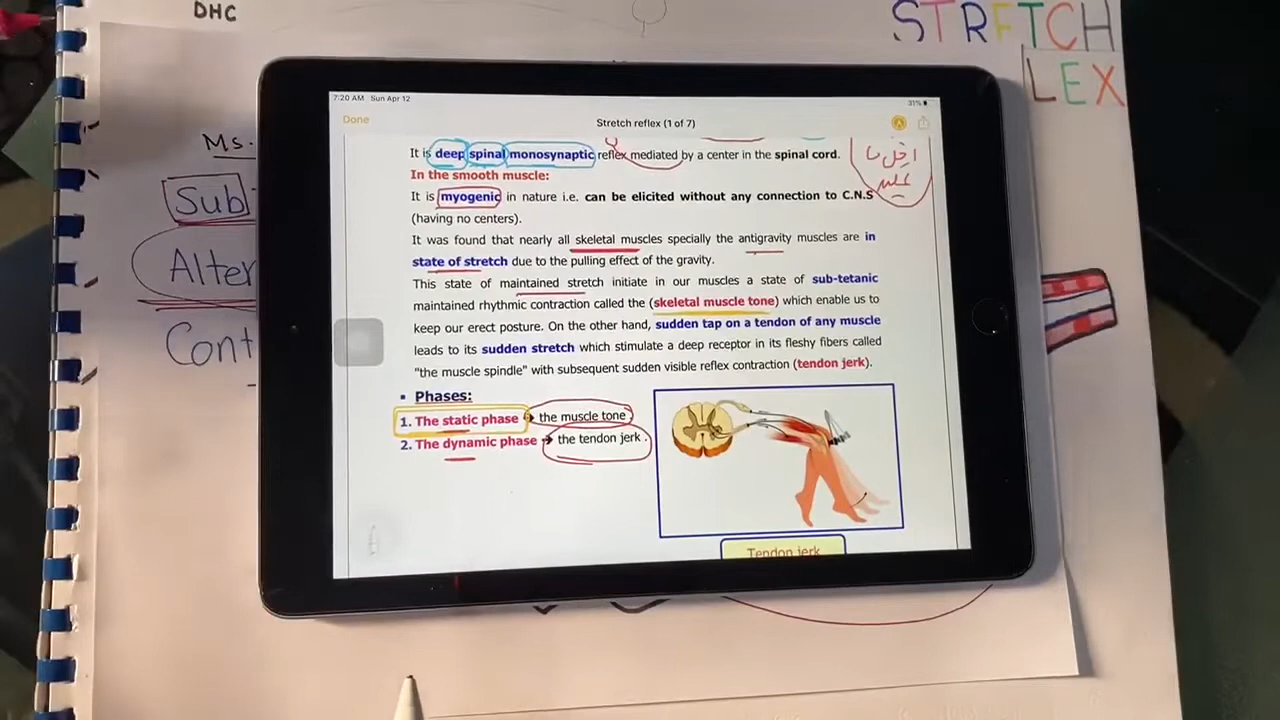 DHC
STRETCH
LEX
Ms.
Sub
Alter
Cont
7:20 AM Sun Apr 12
31%
Done
Stretch reflex (1 of 7)
It is deep spinal monosynaptic reflex mediated by a center in the spinal cord.
In the smooth muscle:
It is myogenic in nature i.e. can be elicited without any connection to C.N.S
(having no centers).
It was found that nearly all skeletal muscles specially the antigravity muscles are in
state of stretch due to the pulling effect of the gravity.
This state of maintained stretch initiate in our muscles a state of sub-tetanic
maintained rhythmic contraction called the (skeletal muscle tone) which enable us to
keep our erect posture. On the other hand, sudden tap on a tendon of any muscle
leads to its sudden stretch which stimulate a deep receptor in its fleshy fibers called
"the muscle spindle" with subsequent sudden visible reflex contraction (tendon jerk).
▪ Phases:
1. The static phase → the muscle tone.
2. The dynamic phase → the tendon jerk.
Tendon jerk